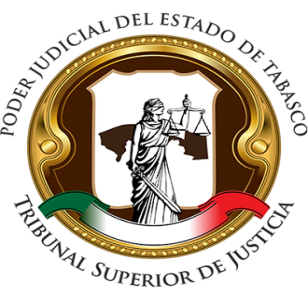 PODER JUDICIAL DEL ESTADO DE TABASCO
TRIBUNAL SUPERIOR DE JUSTICIA